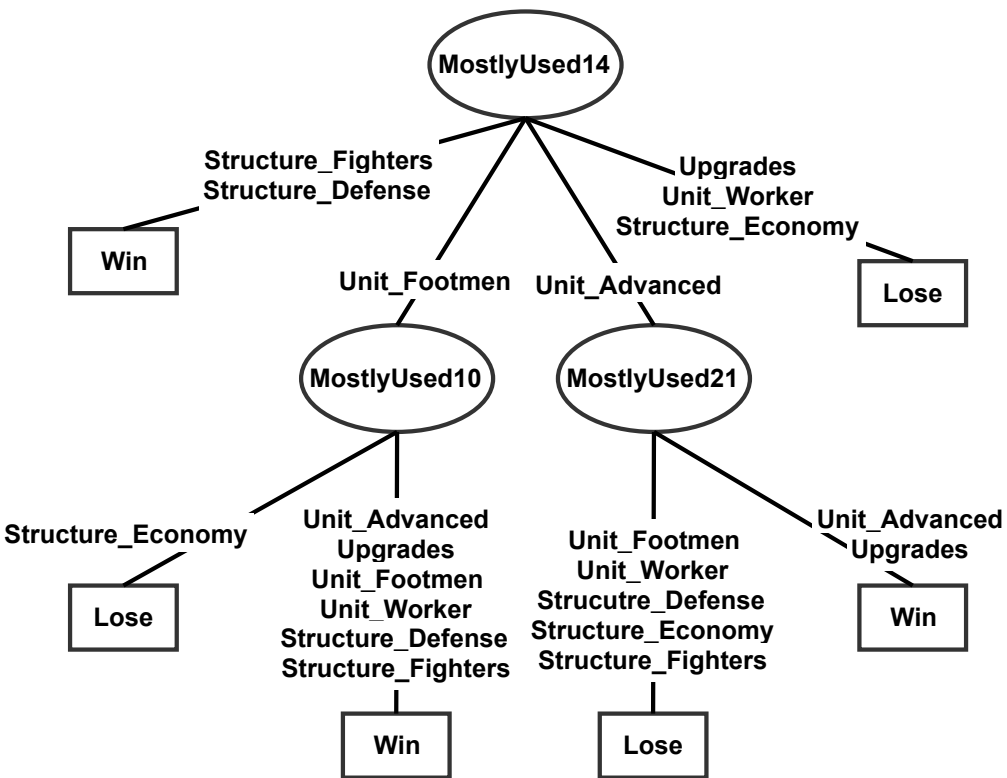 MostlyUsed14
Structure_Fighters
Structure_Defense
Upgrades
Unit_Worker
Structure_Economy
Win
Unit_Footmen
Unit_Advanced
Lose
MostlyUsed10
MostlyUsed21
Structure_Economy
Unit_Advanced
Upgrades
Unit_Footmen
Unit_Worker
Structure_Defense
Structure_Fighters
Unit_Footmen
Unit_Worker
Strucutre_Defense
Structure_Economy
Structure_Fighters
Unit_Advanced
Upgrades
Lose
Win
Lose
Win